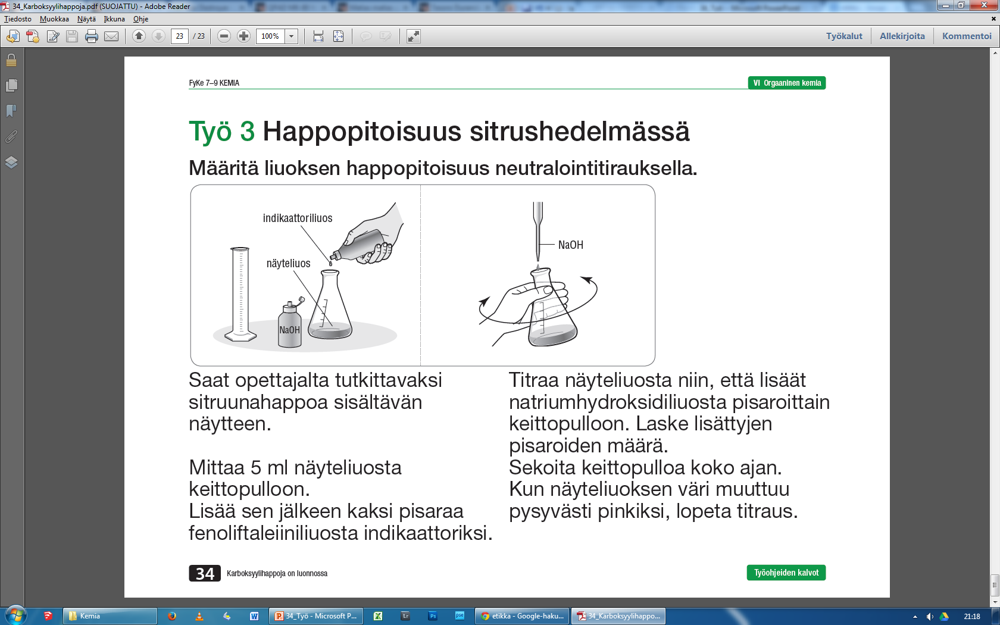 34_Karboksyylihappoja.pdf (SUOJATTU) - Adobe Reader
Tiedosto Muokkaa Näytä Ikkuna Ohje
23 / 23 100% Työkalut Allekirjoita Kommentoi
FyKe 7–9 KEMIA
VI Orgaaninen kemia
Työ 3 Happopitoisuus sitrushedelmässä
Määritä liuoksen happopitoisuus neutralointitirauksella.
indikaattoriliuos
näyteliuos
NaOH
NaOH
Saat opettajalta tutkittavaksi
sitruunahappoa sisältävän
näytteen.
Mittaa 5 ml näyteliuosta
keittopulloon.
Lisää sen jälkeen kaksi pisaraa
fenoliftaleiiniliuosta indikaattoriksi.
Titraa näyteliuosta niin, että lisäät
natriumhydroksidiliuosta pisaroittain
keittopulloon. Laske lisättyjen
pisaroiden määrä.
Sekoita keittopulloa koko ajan.
Kun näyteliuoksen väri muuttuu
pysyvästi pinkiksi, lopeta titraus.
34 Karboksyylihappoja on luonnossa
Työohjeiden kalvot
Kemia 34_Työ - Microsoft P... Lr Ps pse etikka - Google-haku... 34_Karboksyylihappo... 21:18